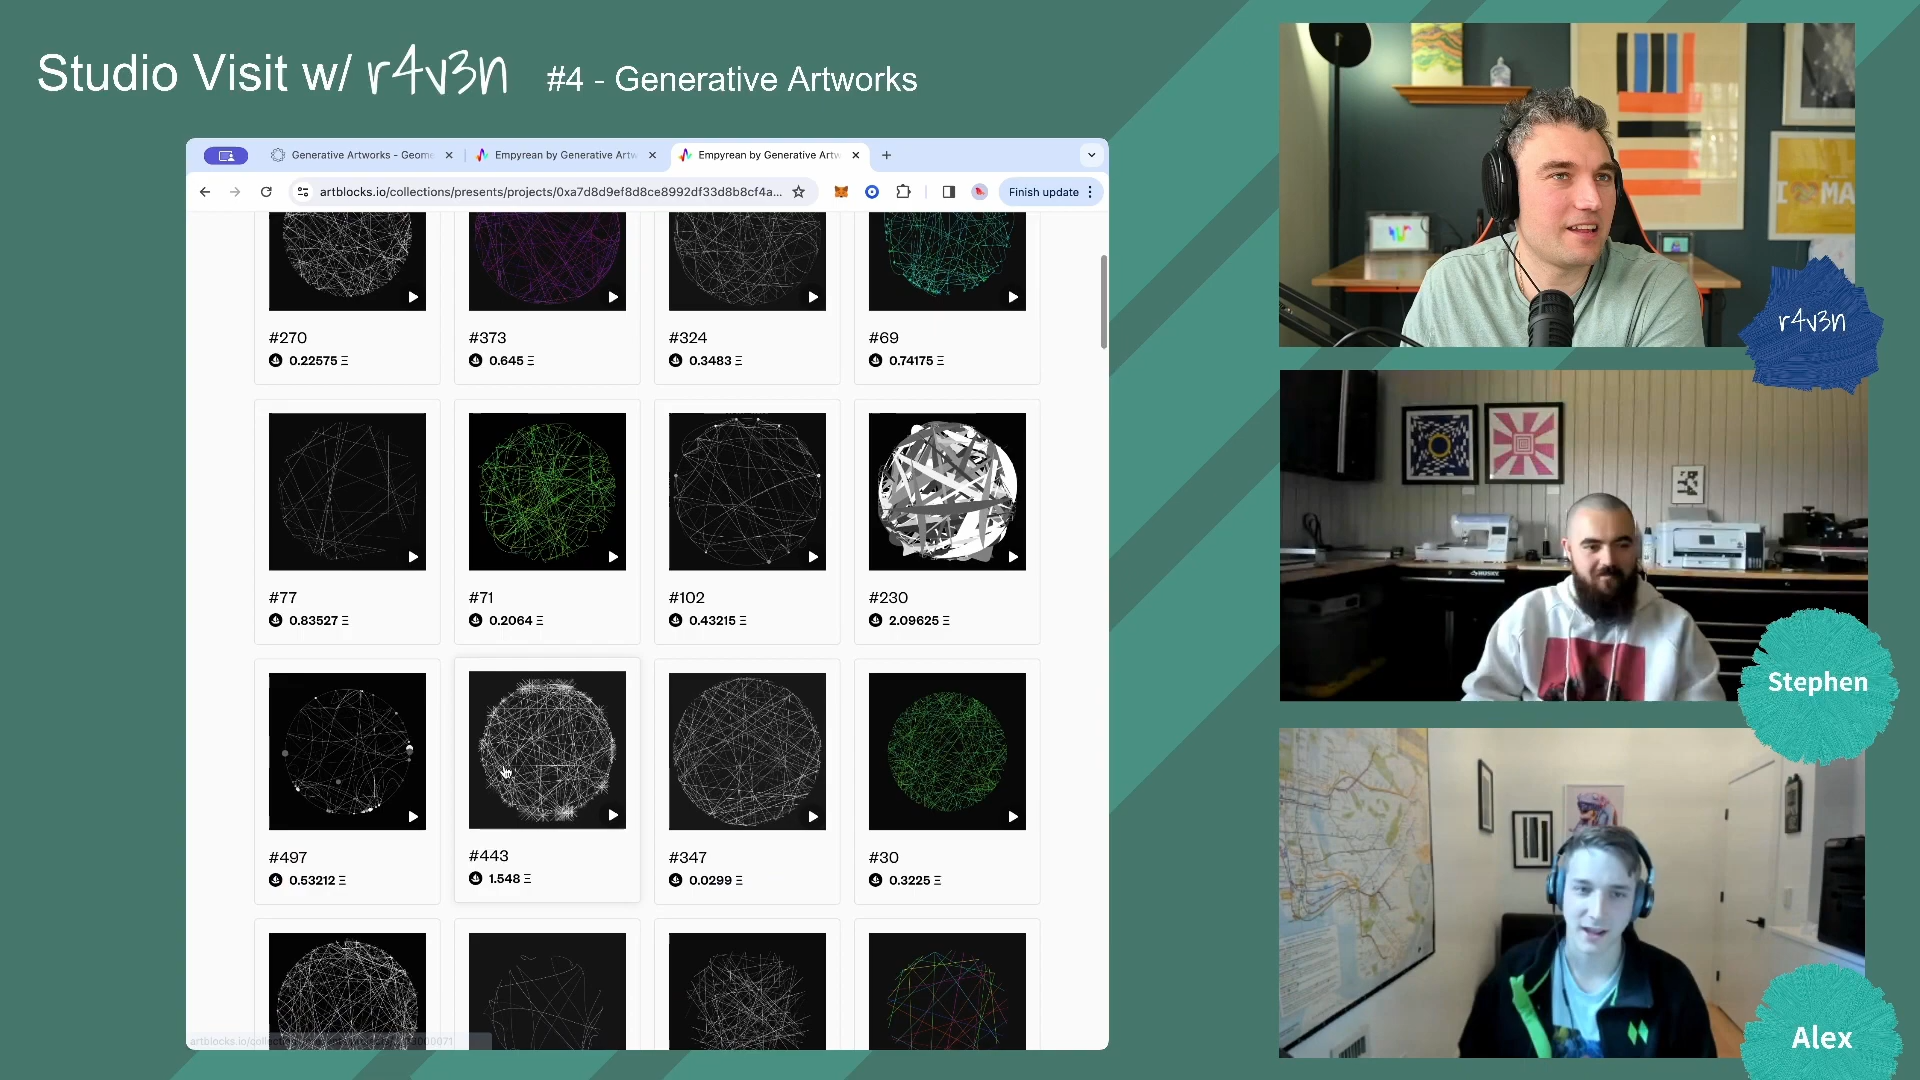 Studio Visit w/ r4v3n #4 - Generative Artworks
Generative Artworks - Geome
Empyrean by Generative Artw
Empyrean by Generative Artw
artblocks.io/collections/presents/projects/0xa7d8d9ef8d8ce8992df33d8b8cf4a...
Finish update
#270
0.22575 Ξ
#373
0.645 Ξ
#324
0.3483 Ξ
#69
0.74175 Ξ
#77
0.83527 Ξ
#71
0.2064 Ξ
#102
0.43215 Ξ
#230
2.09625 Ξ
#497
0.53212 Ξ
#443
1.548 Ξ
#347
0.0299 Ξ
#30
0.3225 Ξ
r4v3n
HUSKY
Stephen
Alex